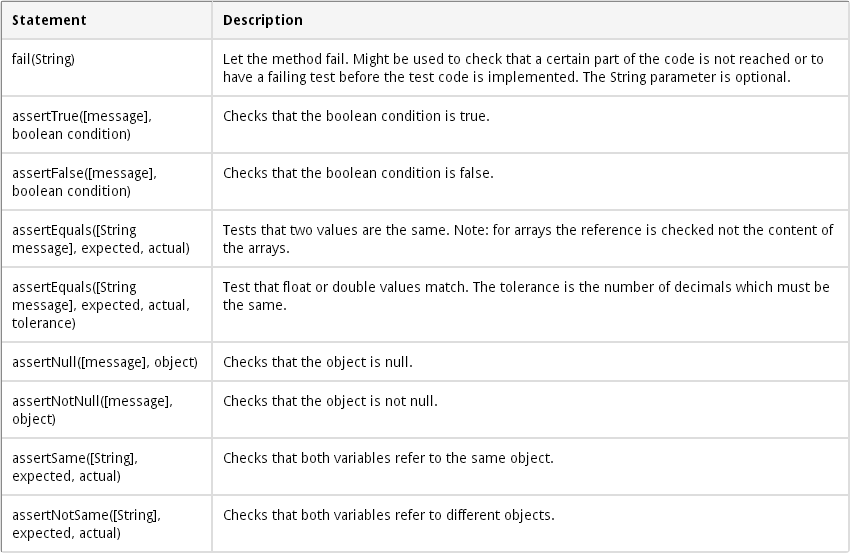 Statement
Description
fail(String)
Let the method fail. Might be used to check that a certain part of the code is not reached or to
have a failing test before the test code is implemented. The String parameter is optional.
assertTrue([message],
boolean condition)
Checks that the boolean condition is true.
assertFalse([message],
boolean condition)
Checks that the boolean condition is false.
assertEquals([String
message], expected, actual)
Tests that two values are the same. Note: for arrays the reference is checked not the content of
the arrays.
assertEquals([String
message], expected, actual,
tolerance)
Test that float or double values match. The tolerance is the number of decimals which must be
the same.
assertNull([message], object)
Checks that the object is null.
assertNotNull([message],
object)
Checks that the object is not null.
assertSame([String],
expected, actual)
Checks that both variables refer to the same object.
assertNotSame([String],
expected, actual)
Checks that both variables refer to different objects.